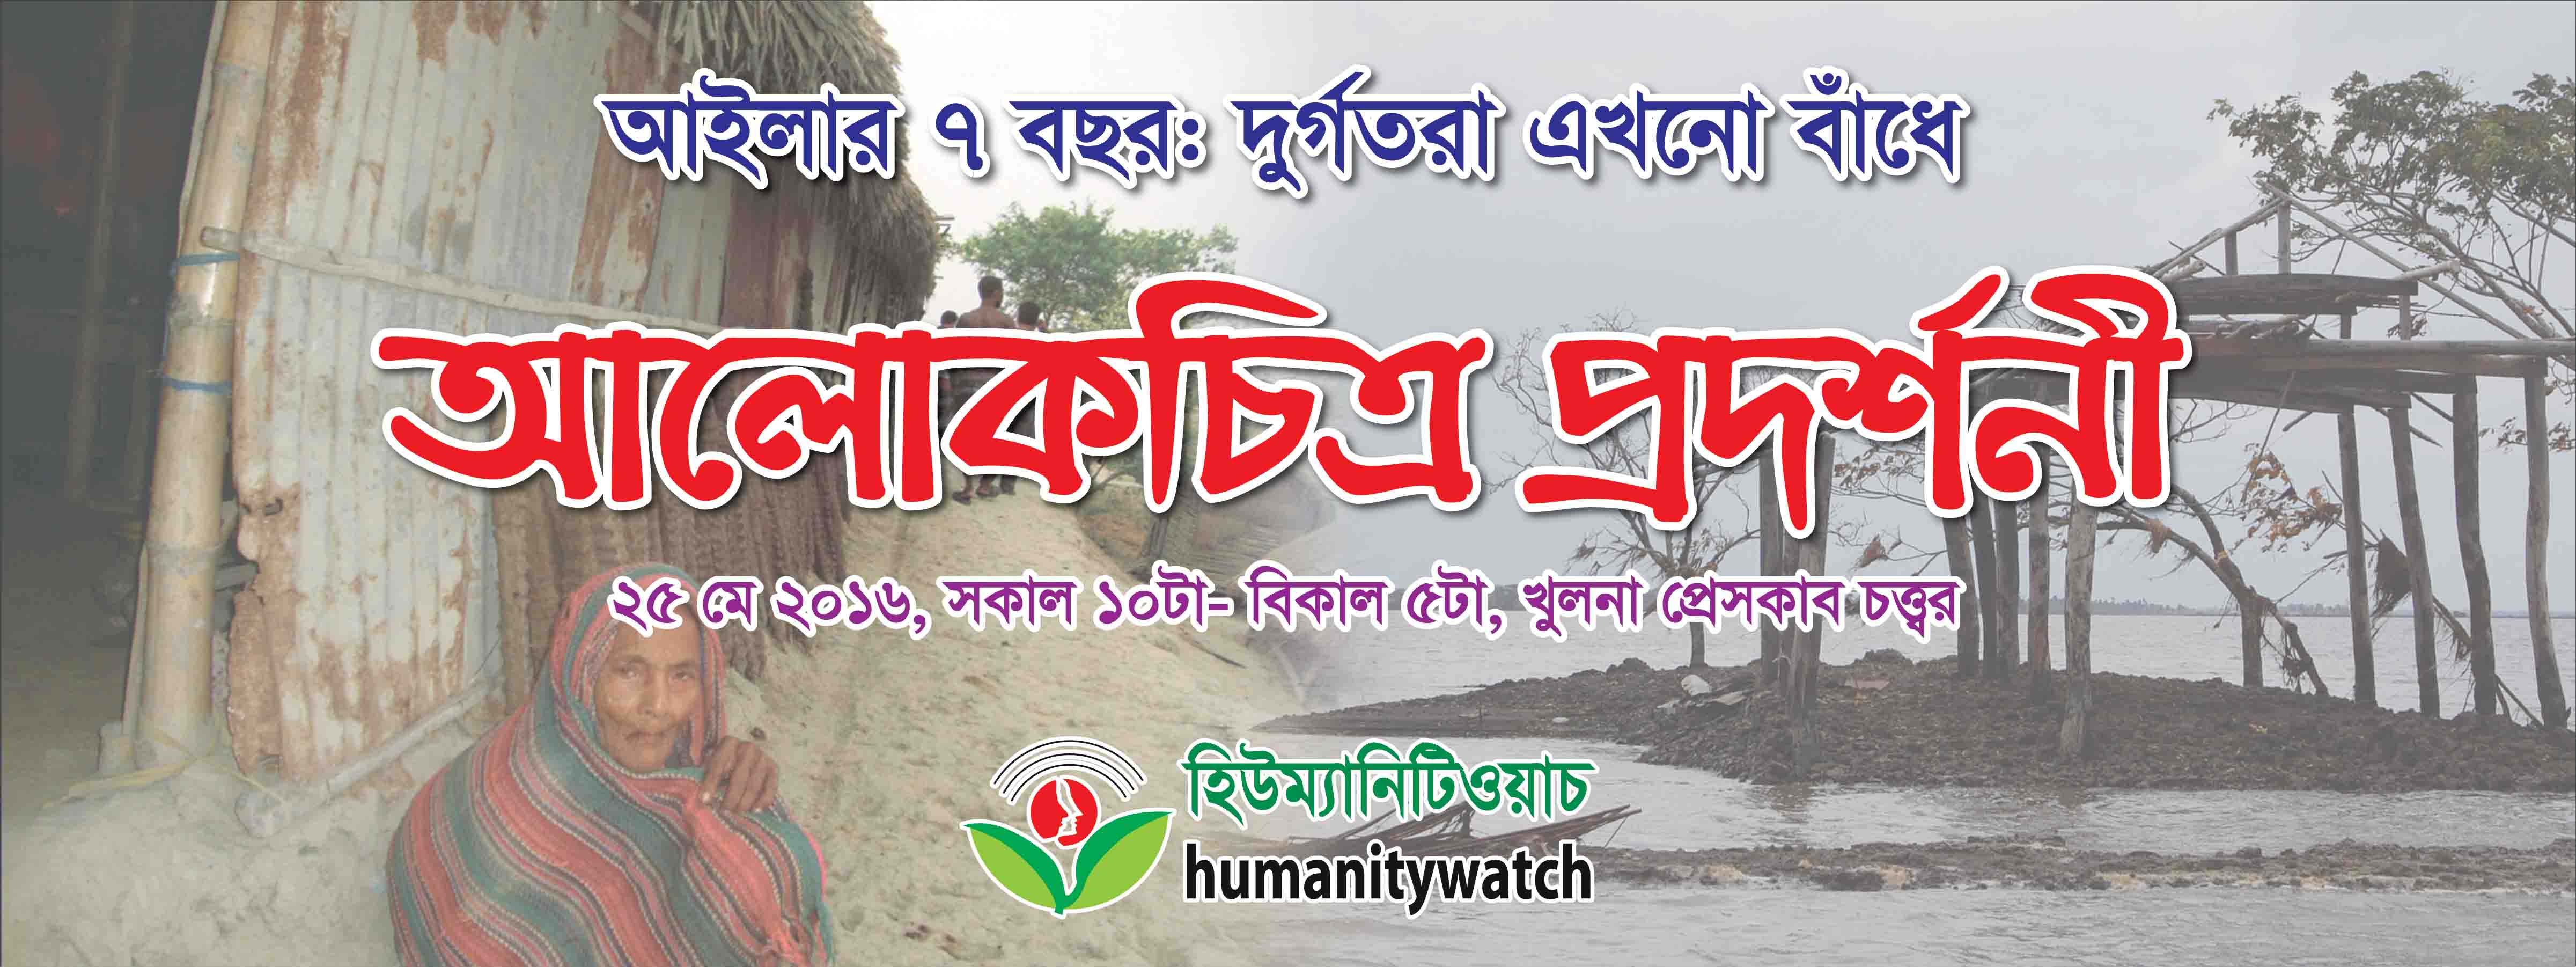 আইলার ৭ বছর: দুর্গতরা এখনো বাঁধে
আলোকচিত্র প্রদর্শনী
২৫ মে ২০১৬, সকাল ১০টা- বিকাল ৫টা, খুলনা প্রেসকাব চত্ত্বর
হিউম্যানিটিওয়াচ
humanitywatch